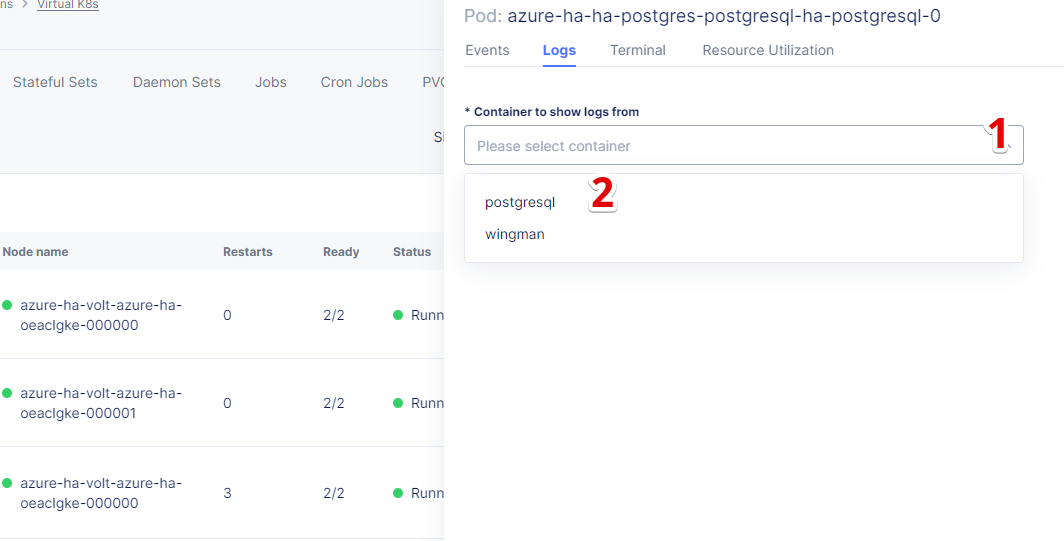 ns > Virtual K8s
Stateful Sets Daemon Sets Jobs Cron Jobs PVC
Si
Node name Restarts Ready Status
azure-ha-volt-azure-ha-
oeaclgke-000000
0 2/2 Runn
azure-ha-volt-azure-ha-
oeaclgke-000001
0 2/2 Runn
azure-ha-volt-azure-ha-
oeaclgke-000000
3 2/2 Runn
Pod: azure-ha-ha-postgres-postgresql-ha-postgresql-0
Events Logs Terminal Resource Utilization
* Container to show logs from
Please select container
1
postgresql
2
wingman